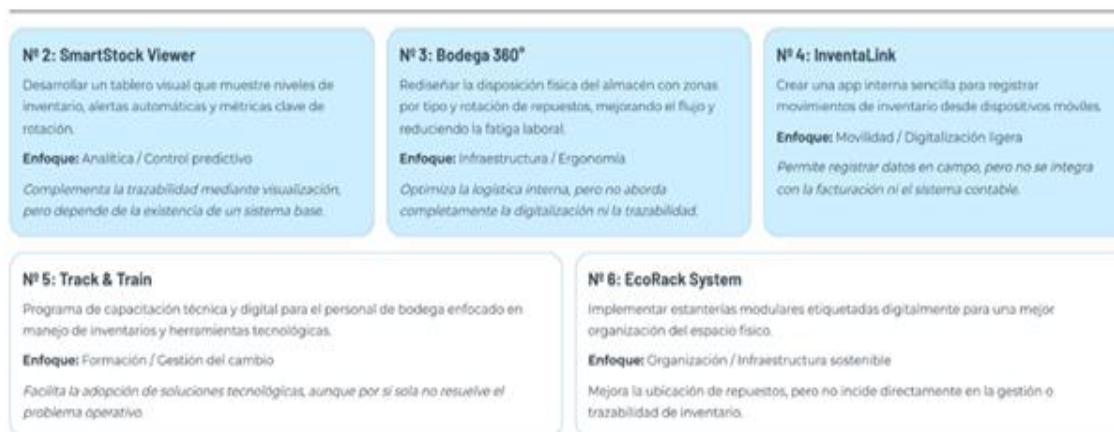 Nº 2: SmartStock Viewer
Desarrollar un tablero visual que muestre niveles de
inventario, alertas automáticas y métricas clave de
rotación.
Enfoque: Analítica / Control predictivo
Complementa la trazabilidad mediante visualización,
pero depende de la existencia de un sistema base.
Nº 3: Bodega 360°
Rediseñar la disposición física del almacén con zonas
por tipo y rotación de repuestos, mejorando el flujo y
reduciendo la fatiga laboral.
Enfoque: Infraestructura / Ergonomía
Optimiza la logística interna, pero no aborda
completamente la digitalización ni la trazabilidad.
Nº 4: InventaLink
Crear una app interna sencilla para registrar
movimientos de inventario desde dispositivos móviles.
Enfoque: Movilidad / Digitalización ligera
Permite registrar datos en campo, pero no se integra
con la facturación ni el sistema contable.
Nº 5: Track & Train
Programa de capacitación técnica y digital para el personal de bodega enfocado en
manejo de inventarios y herramientas tecnológicas.
Enfoque: Formación / Gestión del cambio
Facilita la adopción de soluciones tecnológicas, aunque por sí sola no resuelve el
problema operativo.
Nº 6: EcoRack System
Implementar estanterías modulares etiquetadas digitalmente para una mejor
organización del espacio físico.
Enfoque: Organización / Infraestructura sostenible
Mejora la ubicación de repuestos, pero no incide directamente en la gestión o
trazabilidad de inventario.